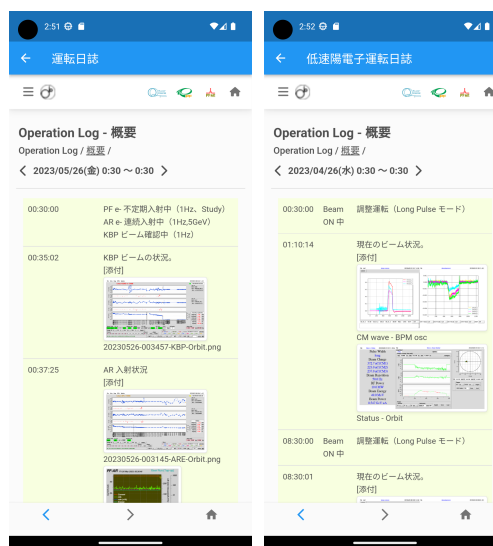 2:51
運転日誌
Operation Log - 概要
Operation Log / 概要 /
2023/05/26(金) 0:30 ～ 0:30
00:30:00 PF e- 不定期入射中（1Hz、Study）
AR e- 連続入射中（1Hz,5GeV）
KBP ビーム確認中（1Hz）
00:35:02 KBP ビームの状況。
[添付]
20230526-003457-KBP-Orbit.png
00:37:25 AR 入射状況
[添付]
20230526-003145-ARE-Orbit.png
2:52
低速陽電子運転日誌
Operation Log - 概要
Operation Log / 概要 /
2023/04/26(水) 0:30 ～ 0:30
00:30:00 Beam ON 中 調整運転（Long Pulse モード）
01:10:14 現在のビーム状況。
[添付]
CM wave - BPM osc
Status - Orbit
08:30:00 Beam ON 中 調整運転（Long Pulse モード）
08:30:01 現在のビーム状況。
[添付]